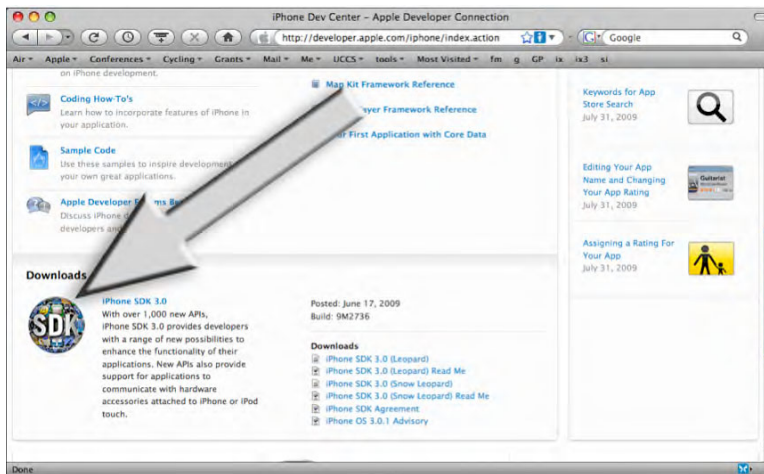 iPhone Dev Center – Apple Developer Connection
http://developer.apple.com/iphone/index.action
Google
Air Apple Conferences Cycling Grants Mail Me UCCS tools Most Visited fm g GP ix ix3 si
on iPhone development.
Coding How-To's
Learn how to incorporate features of iPhone in
your application.
Sample Code
Use these samples to inspire development
your own great applications.
Apple Developer
Discuss iPhone
developers and
Map Kit Framework Reference
Framework Reference
First Application with Core Data
Keywords for App
Store Search
July 31, 2009
Editing Your App
Name and Changing
Your App Rating
July 31, 2009
Guitarist
Assigning a Rating For
Your App
July 31, 2009
Downloads
SDK
iPhone SDK 3.0
With over 1,000 new APIs,
iPhone SDK 3.0 provides developers
with a range of new possibilities to
enhance the functionality of their
applications. New APIs also provide
support for applications to
communicate with hardware
accessories attached to iPhone or iPod
touch.
Posted: June 17, 2009
Build: 9M2736
Downloads
iPhone SDK 3.0 (Leopard)
iPhone SDK 3.0 (Leopard) Read Me
iPhone SDK 3.0 (Snow Leopard)
iPhone SDK 3.0 (Snow Leopard) Read Me
iPhone SDK Agreement
iPhone OS 3.0.1 Advisory
Done